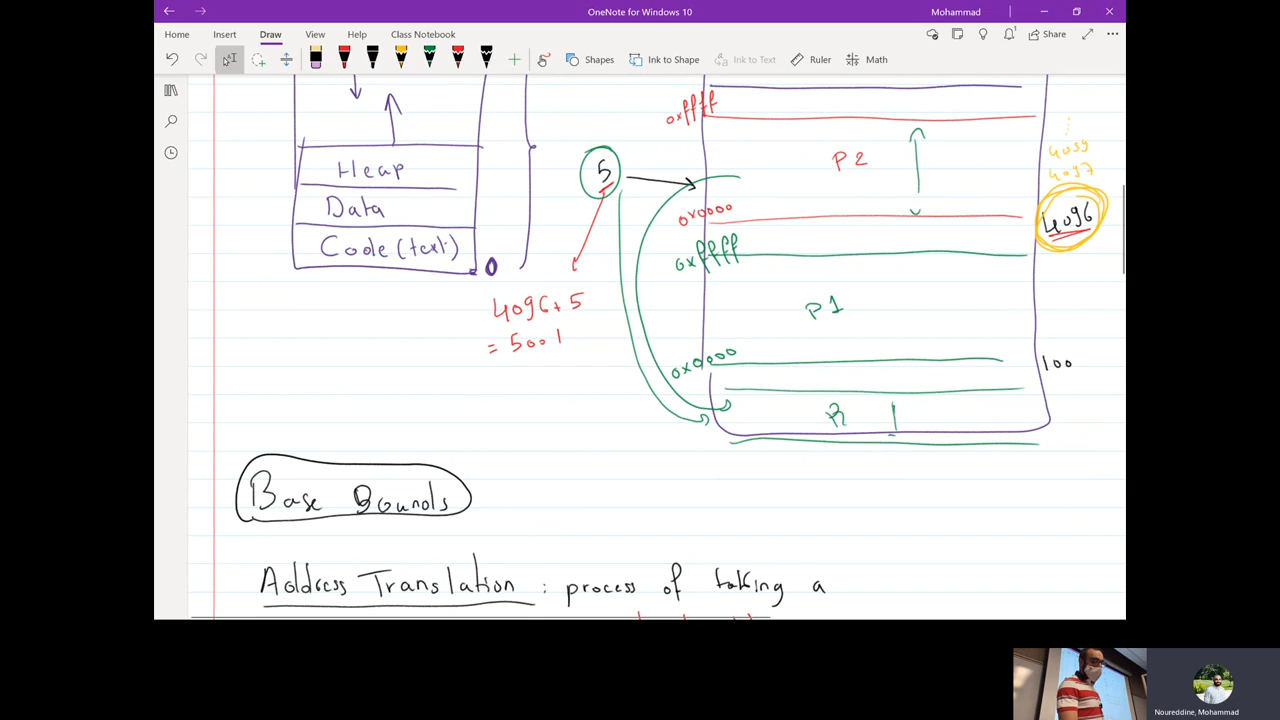 OneNote for Windows 10
Mohammad
Home Insert Draw View Help Class Notebook
Share
Shapes Ink to Shape Ink to Text Ruler Math
0xffff
Heap
Data
Code (text)
0
5
4096 + 5
= 5001
P2
0x0000
0xffff
P1
0x0000
R
4097
4096
100
Base Bounds
Address Translation : process of taking a
Noureddine, Mohammad